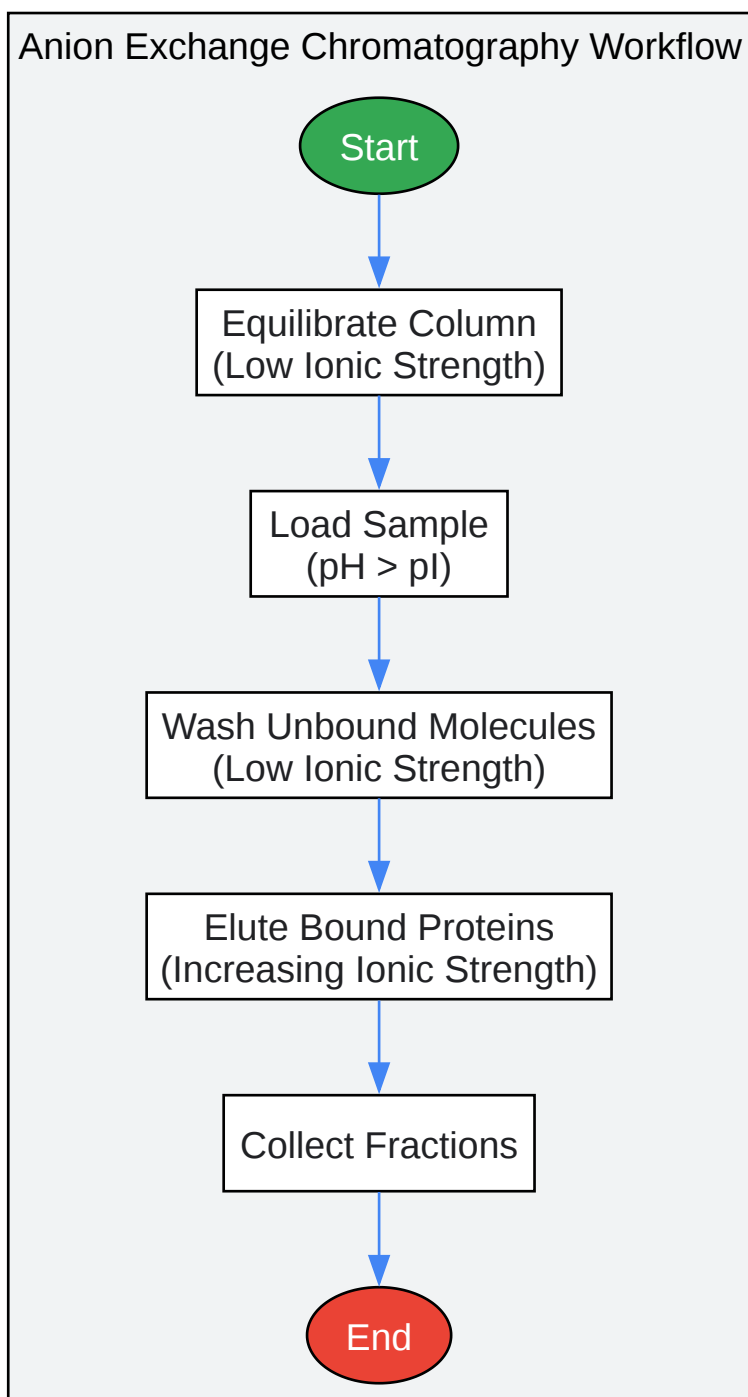 Anion Exchange Chromatography Workflow
Start
Equilibrate Column
(Low Ionic Strength)
Load Sample
(pH > pI)
Wash Unbound Molecules
(Low Ionic Strength)
Elute Bound Proteins
(Increasing Ionic Strength)
Collect Fractions
End